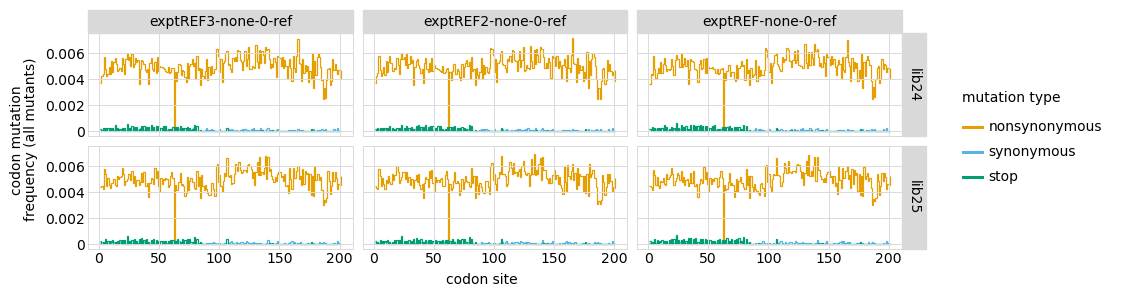 exptREF3-none-0-ref exptREF2-none-0-ref exptREF-none-0-ref
codon mutation
frequency (all mutants)
0.006
0.004
0.002
0
lib24
0.006
0.004
0.002
0
lib25
0 50 100 150 200 0 50 100 150 200 0 50 100 150 200
codon site
mutation type
nonsynonymous
synonymous
stop